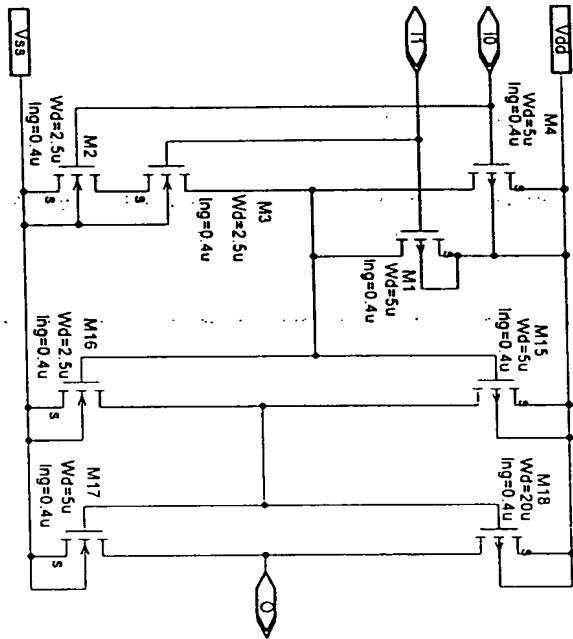 Vdd
I0
I1
Vss
M4
Wd=5u
lng=0.4u
s
M2
Wd=2.5u
lng=0.4u
s
s
M3
Wd=2.5u
lng=0.4u
s
M1
Wd=5u
lng=0.4u
M15
Wd=5u
lng=0.4u
s
M16
Wd=2.5u
lng=0.4u
s
M18
Wd=20u
lng=0.4u
s
M17
Wd=5u
lng=0.4u
s
O